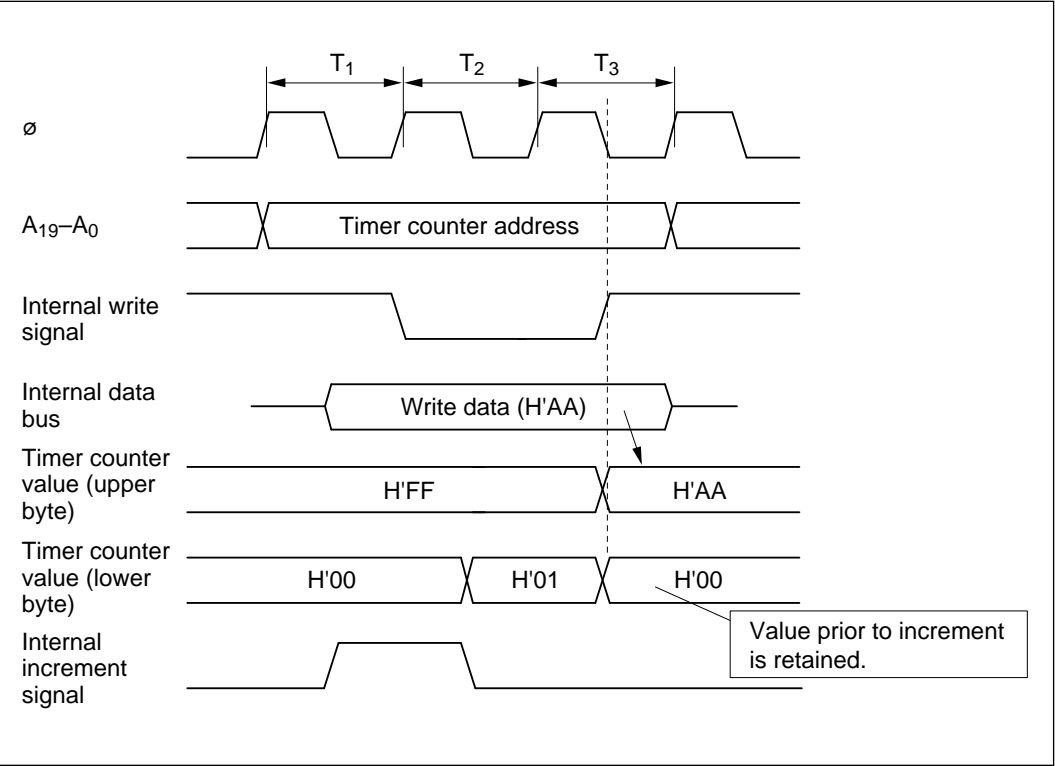 T1 T2 T3
ø
A19–A0
Timer counter address
Internal write
signal
Internal data
bus
Write data (H'AA)
Timer counter
value (upper
byte)
H'FF H'AA
Timer counter
value (lower
byte)
H'00 H'01 H'00
Value prior to increment
is retained.
Internal
increment
signal